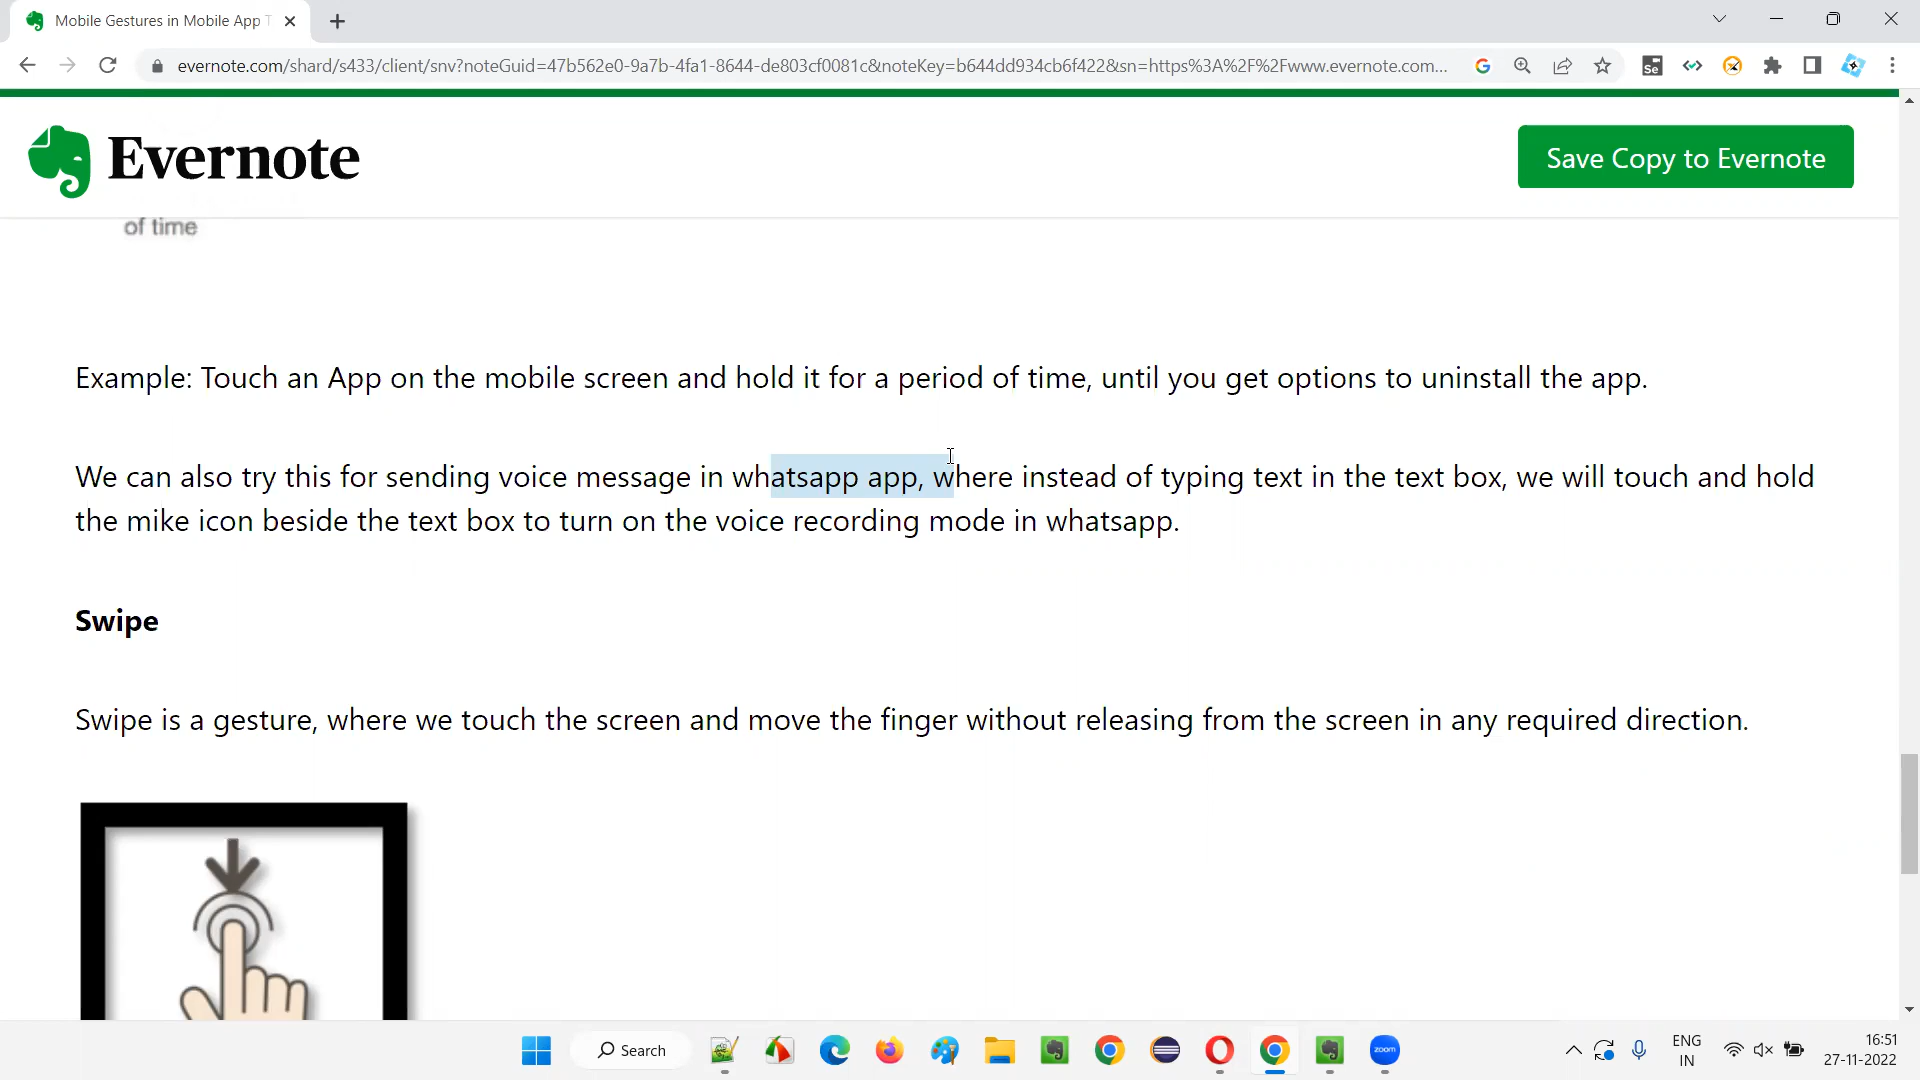 Mobile Gestures in Mobile App T
evernote.com/shard/s433/client/snv?noteGuid=47b562e0-9a7b-4fa1-8644-de803cf0081c&noteKey=b644dd934cb6f422&sn=https%3A%2F%2Fwww.evernote.com...
Se
Evernote
Save Copy to Evernote
of time
Example: Touch an App on the mobile screen and hold it for a period of time, until you get options to uninstall the app.
We can also try this for sending voice message in whatsapp app, where instead of typing text in the text box, we will touch and hold
the mike icon beside the text box to turn on the voice recording mode in whatsapp.
Swipe
Swipe is a gesture, where we touch the screen and move the finger without releasing from the screen in any required direction.
Search
zoom
ENG
IN
16:51
27-11-2022